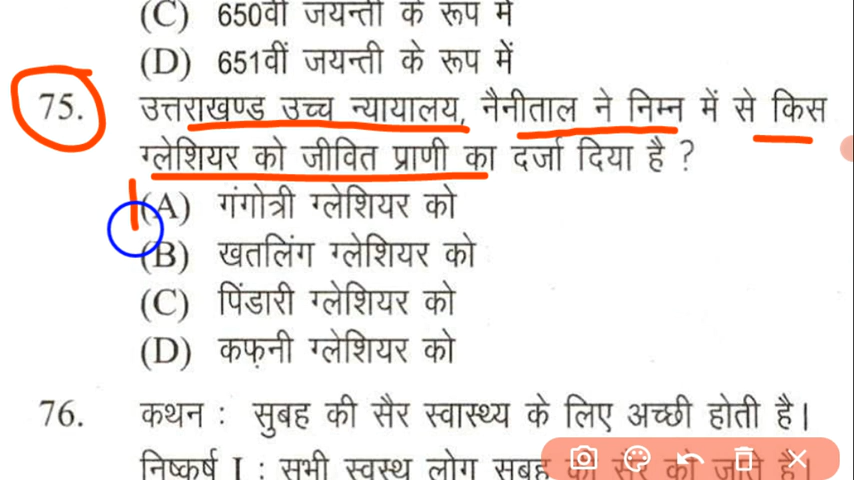 (C) 650वीं जयन्ती के रूप में
(D) 651वीं जयन्ती के रूप में
75. उत्तराखण्ड उच्च न्यायालय, नैनीताल ने निम्न में से किस
ग्लेशियर को जीवित प्राणी का दर्जा दिया है ?
(A) गंगोत्री ग्लेशियर को
(B) खतलिंग ग्लेशियर को
(C) पिंडारी ग्लेशियर को
(D) कफ़नी ग्लेशियर को
76. कथन : सुबह की सैर स्वास्थ्य के लिए अच्छी होती है।
निष्कर्ष I : सभी स्वस्थ लोग सुबह की सैर को जाते हैं।